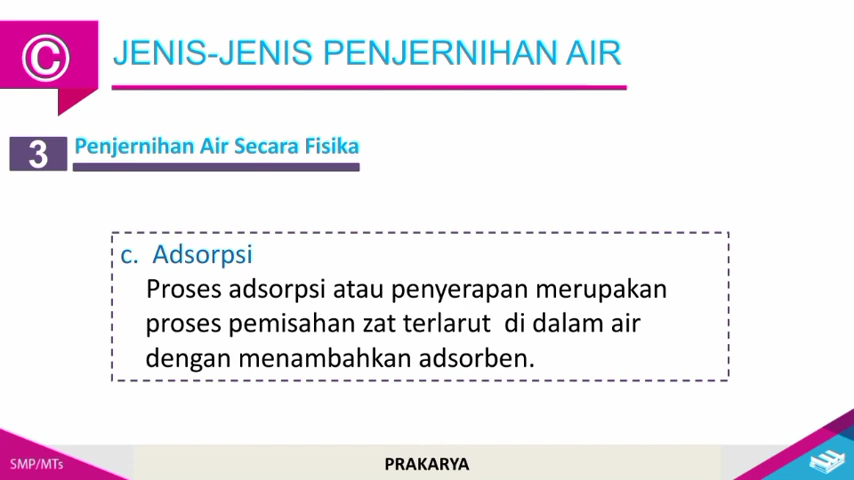 ©
JENIS-JENIS PENJERNIHAN AIR
3
Penjernihan Air Secara Fisika
c. Adsorpsi
Proses adsorpsi atau penyerapan merupakan
proses pemisahan zat terlarut di dalam air
dengan menambahkan adsorben.
SMP/MTs
PRAKARYA